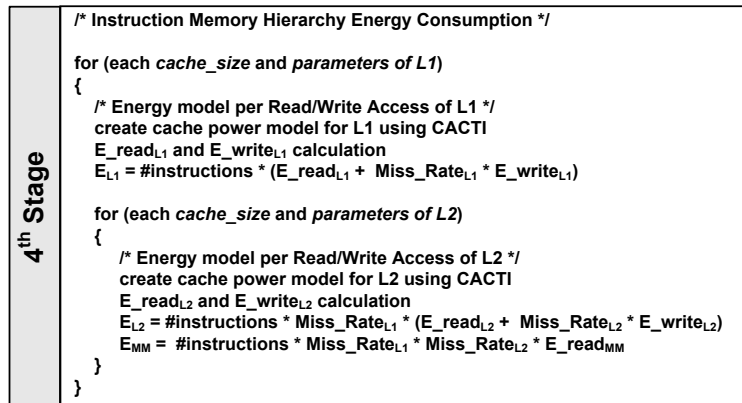 4th Stage
/* Instruction Memory Hierarchy Energy Consumption */
for (each cache_size and parameters of L1)
{
/* Energy model per Read/Write Access of L1 */
create cache power model for L1 using CACTI
E_readL1 and E_writeL1 calculation
EL1 = #instructions * (E_readL1 + Miss_RateL1 * E_writeL1)
for (each cache_size and parameters of L2)
{
/* Energy model per Read/Write Access of L2 */
create cache power model for L2 using CACTI
E_readL2 and E_writeL2 calculation
EL2 = #instructions * Miss_RateL1 * (E_readL2 + Miss_RateL2 * E_writeL2)
EMM = #instructions * Miss_RateL1 * Miss_RateL2 * E_readMM
}
}